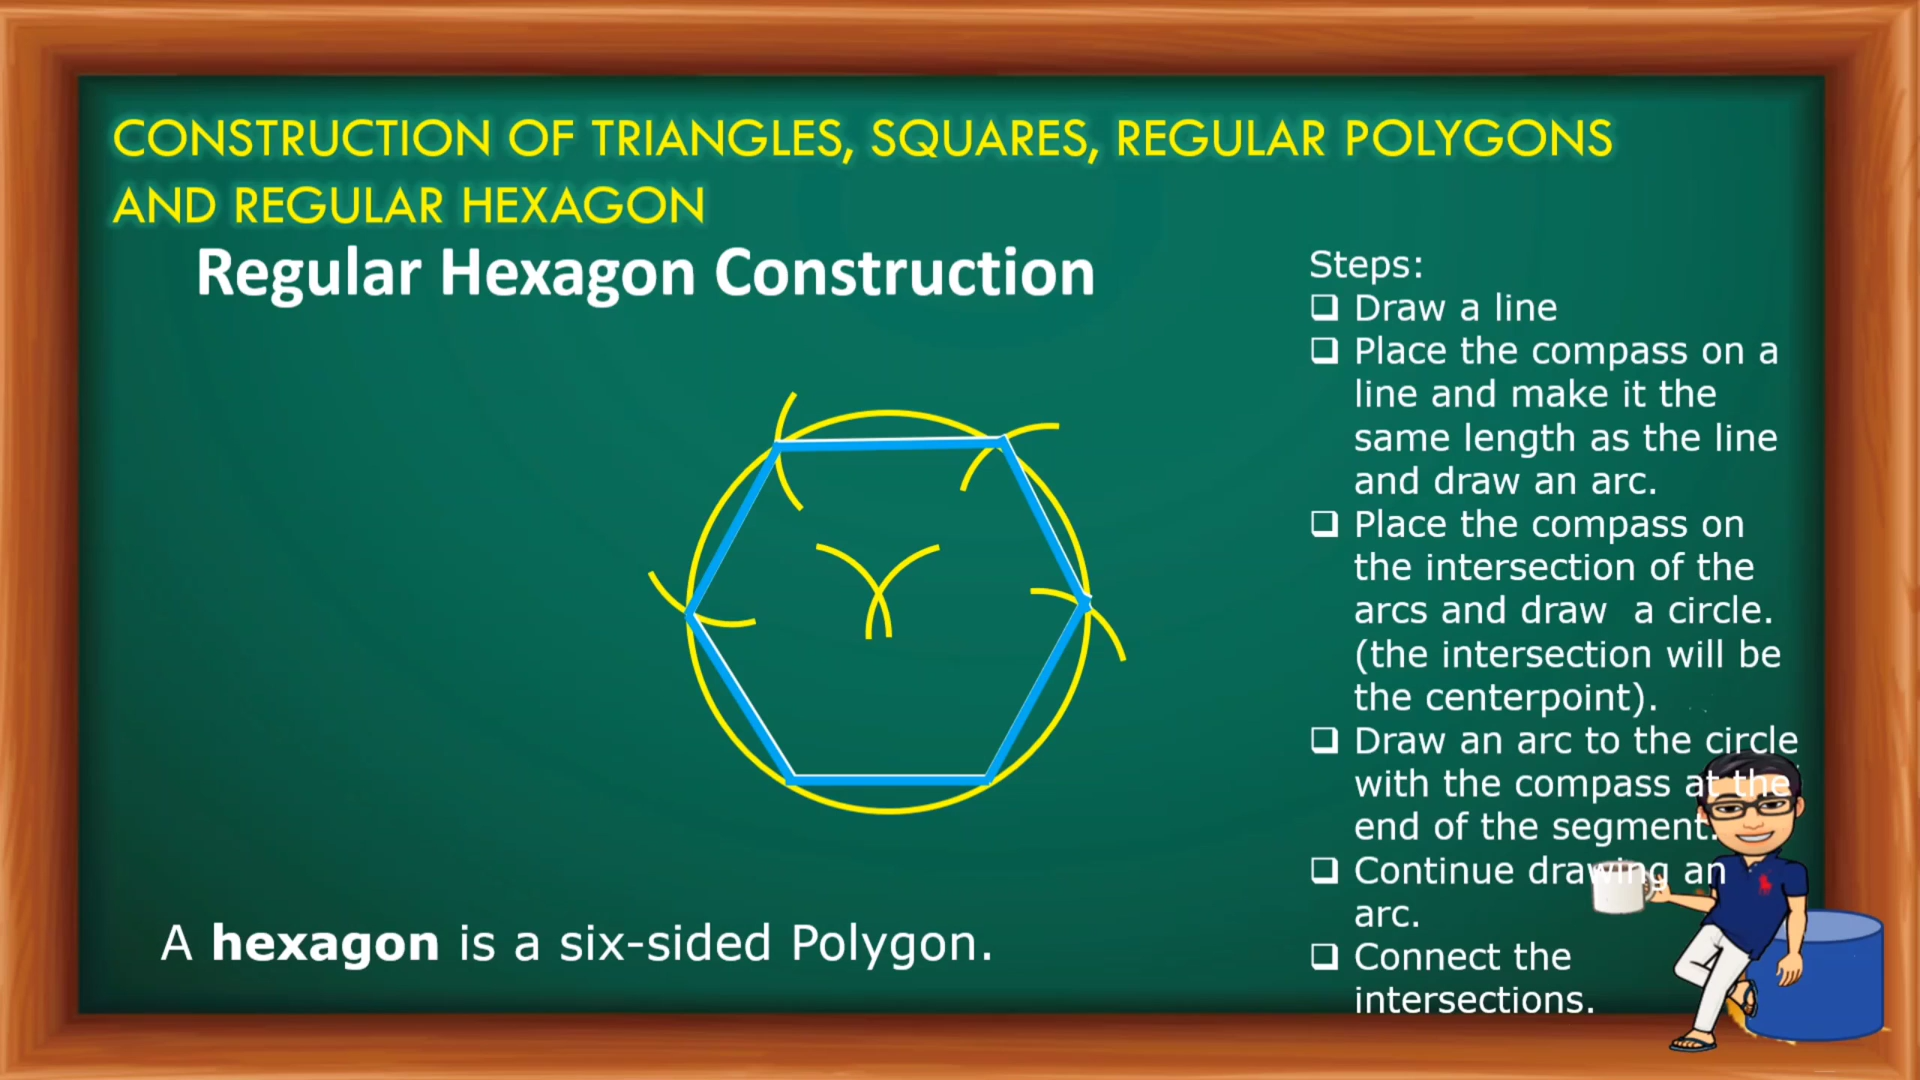 CONSTRUCTION OF TRIANGLES, SQUARES, REGULAR POLYGONS
AND REGULAR HEXAGON
Regular Hexagon Construction
Steps:
❑ Draw a line
❑ Place the compass on a
line and make it the
same length as the line
and draw an arc.
❑ Place the compass on
the intersection of the
arcs and draw  a circle.
(the intersection will be
the centerpoint).
❑ Draw an arc to the circle
with the compass at the
end of the segment.
❑ Continue drawing an
arc.
❑ Connect the
intersections.
A hexagon is a six-sided Polygon.